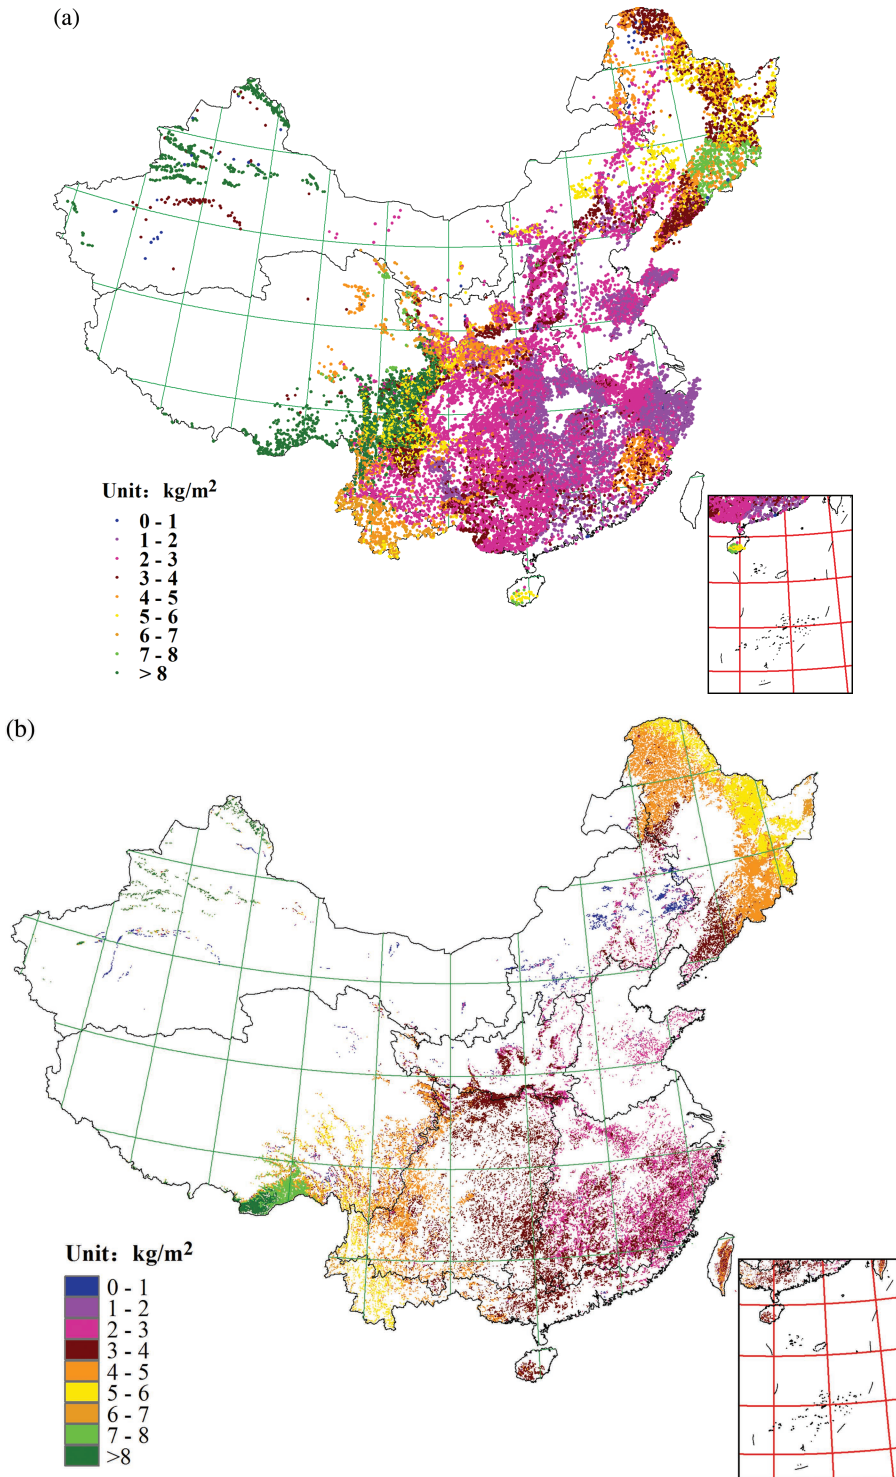 (a)
Unit: kg/m²
0 - 1
1 - 2
2 - 3
3 - 4
4 - 5
5 - 6
6 - 7
7 - 8
> 8
(b)
Unit: kg/m²
0 - 1
1 - 2
2 - 3
3 - 4
4 - 5
5 - 6
6 - 7
7 - 8
>8